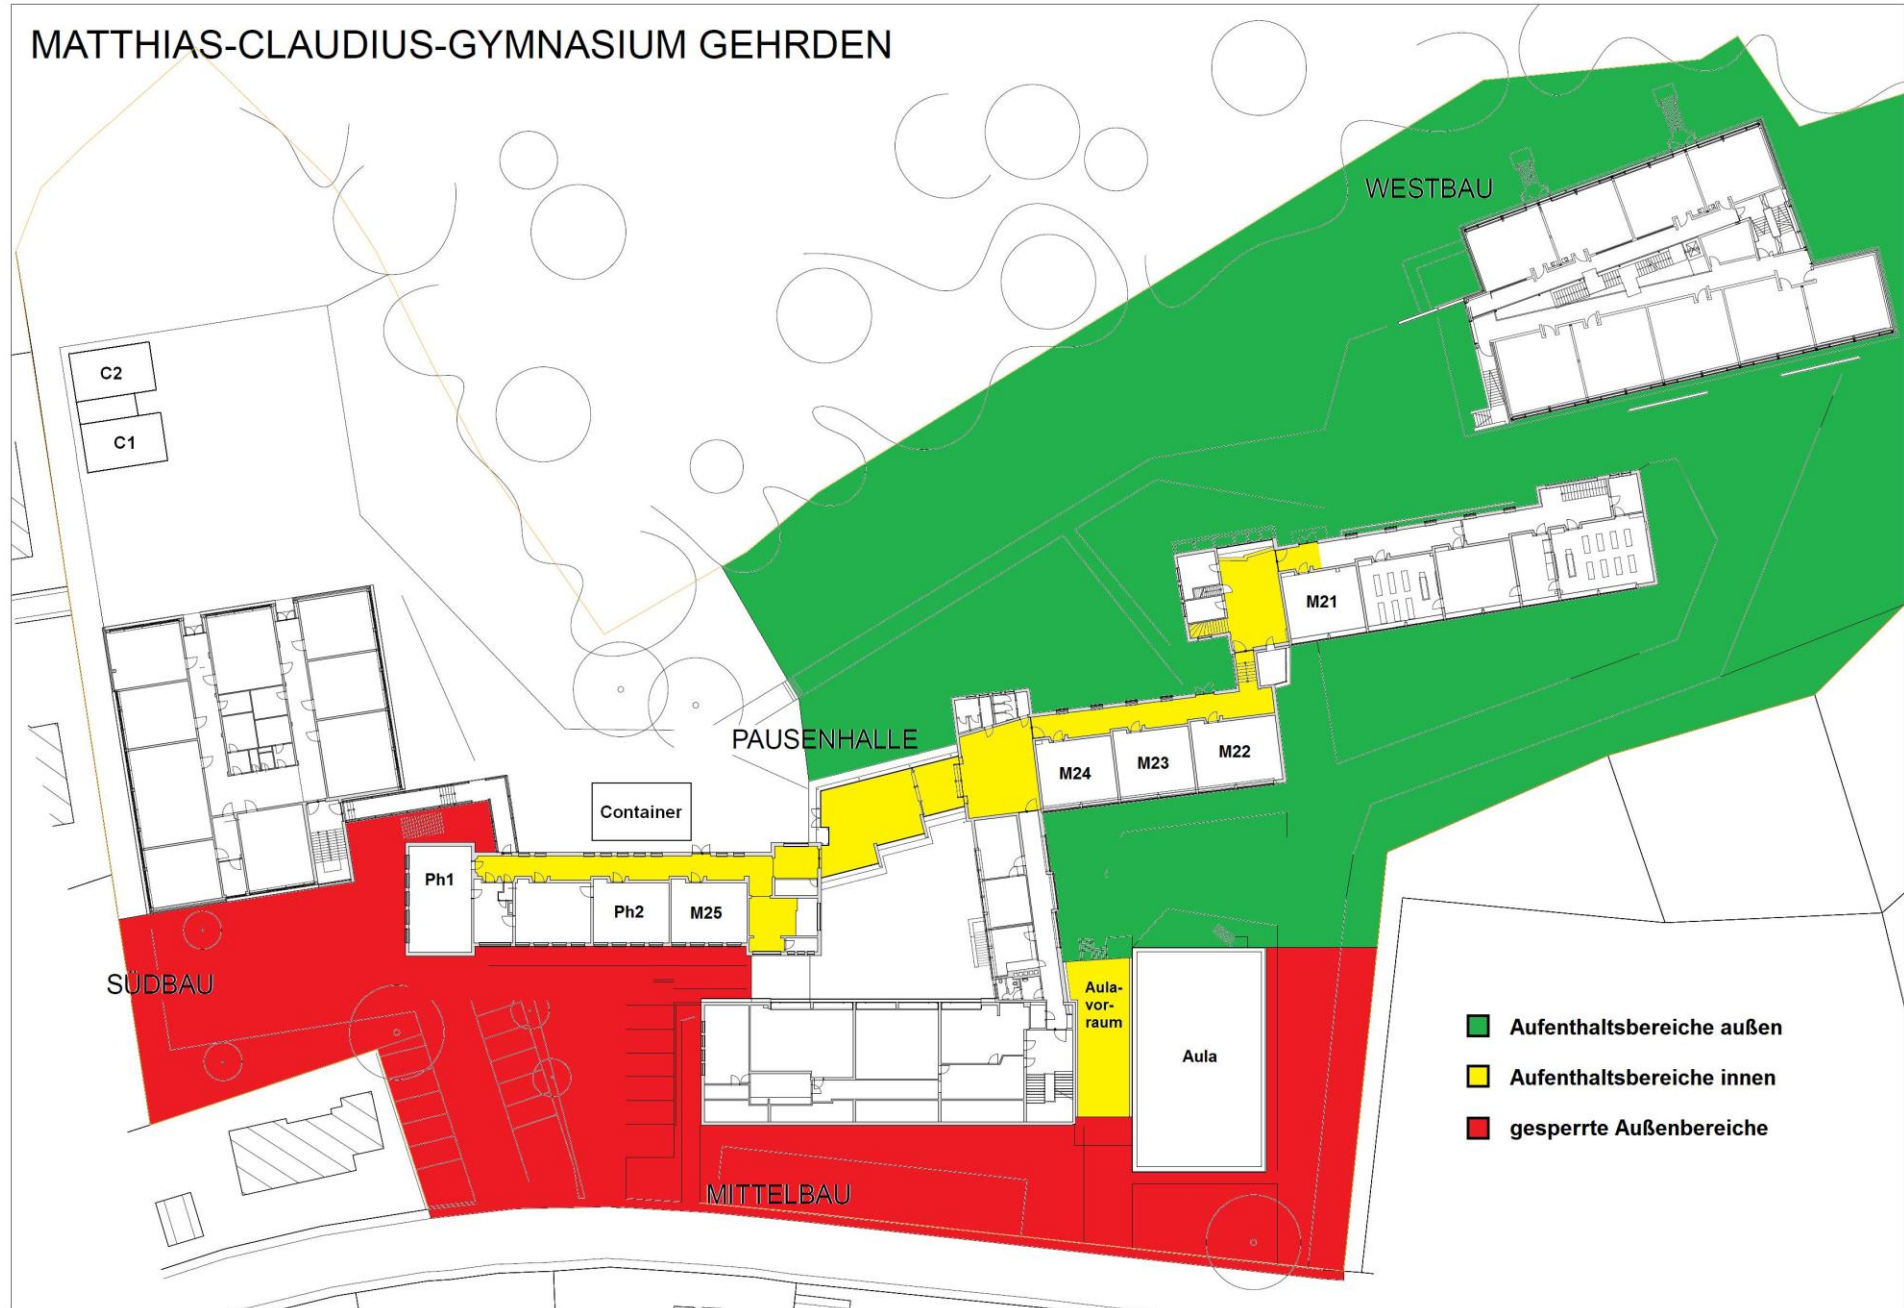 MATTHIAS-CLAUDIUS-GYMNASIUM GEHRDEN
WESTBAU
C2
C1
M21
PAUSENHALLE
M24
M23
M22
Container
Ph1
Ph2
M25
SÜDBAU
Aula-
vor-
raum
Aula
MITTELBAU
Aufenthaltsbereiche außen
Aufenthaltsbereiche innen
gesperrte Außenbereiche